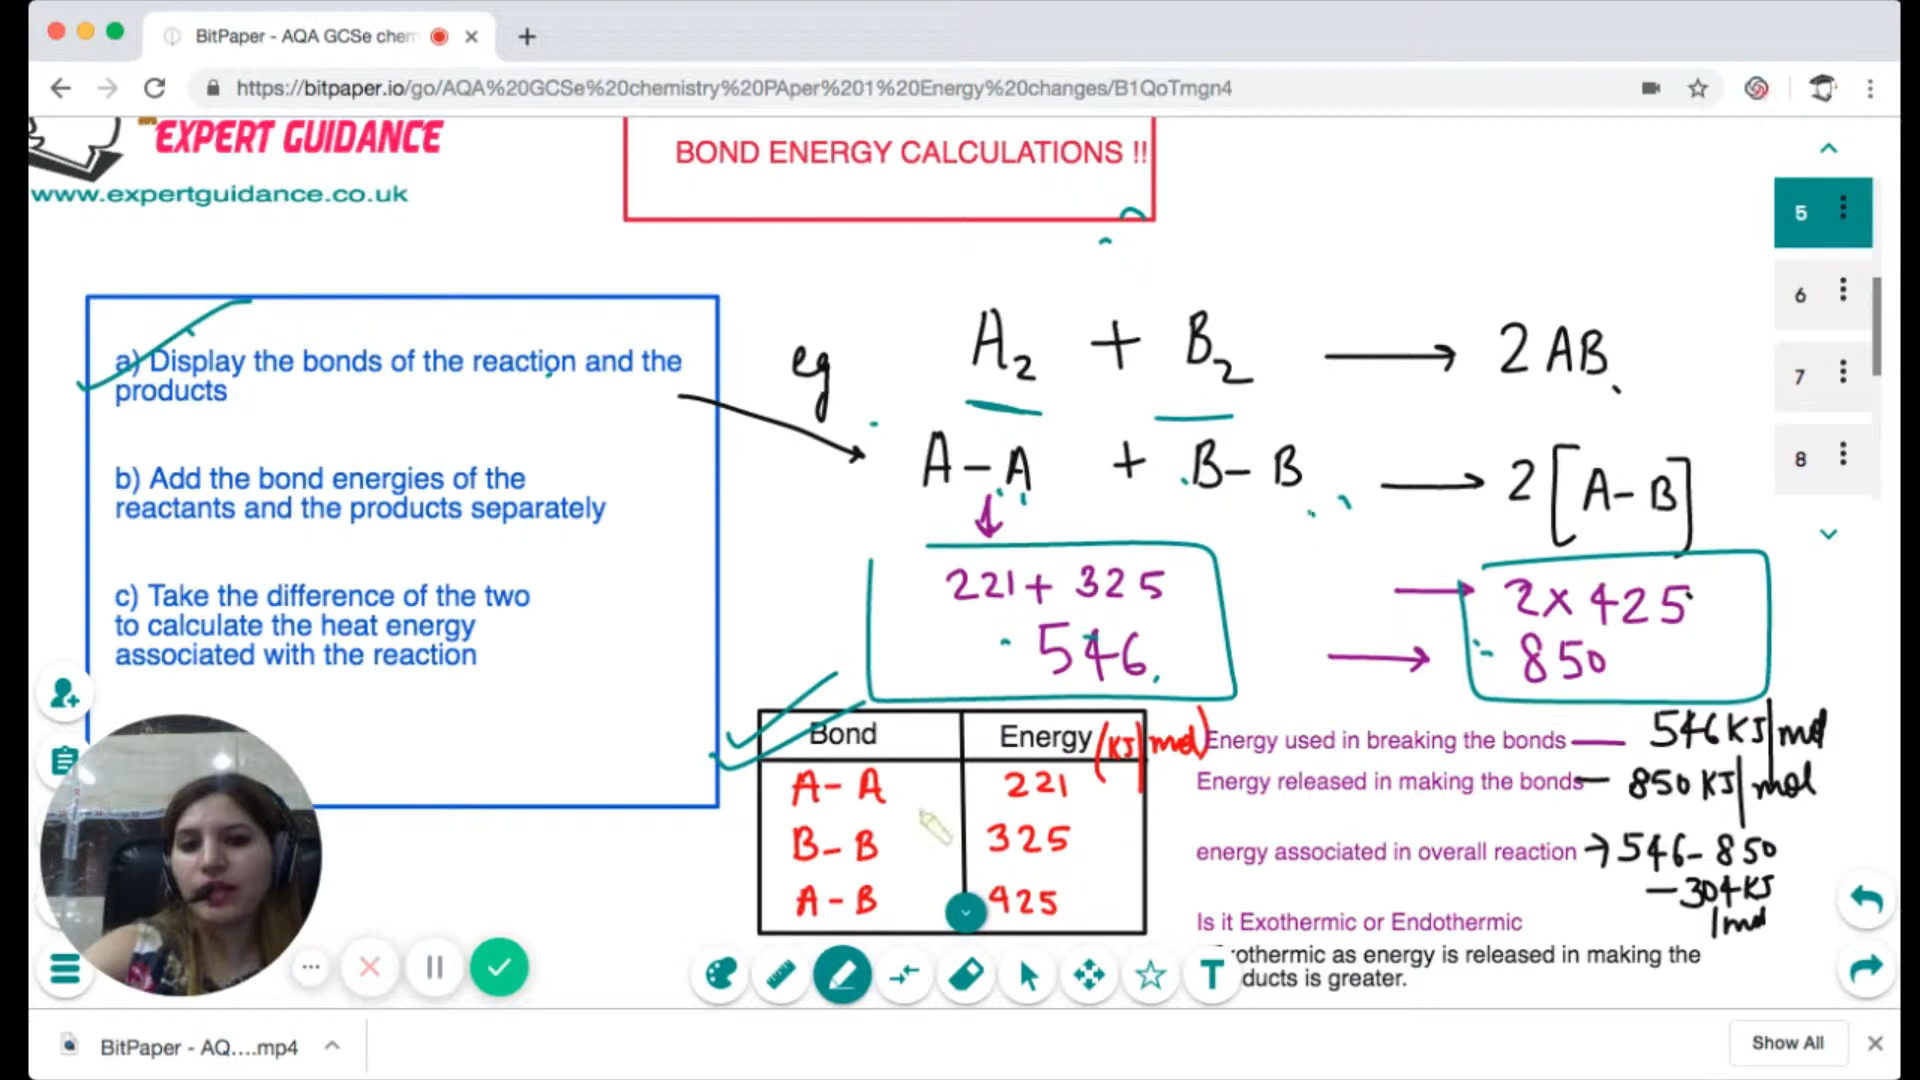 BitPaper - AQA GCSe chem
https://bitpaper.io/go/AQA%20GCSe%20chemistry%20PAper%201%20Energy%20changes/B1QoTmgn4
EXPERT GUIDANCE
www.expertguidance.co.uk
BOND ENERGY CALCULATIONS !!
5
6
7
8
a) Display the bonds of the reaction and the
products
b) Add the bond energies of the
reactants and the products separately
c) Take the difference of the two
to calculate the heat energy
associated with the reaction
eg A₂ + B₂ → 2AB
A-A + B-B → 2[A-B]
221+ 325 → 2×425
546 → 850
Bond Energy (KJ|mol)
A-A 221
B-B 325
A-B 425
Energy used in breaking the bonds — 546KJ|mol
Energy released in making the bonds — 850KJ|mol
energy associated in overall reaction → 546-850
-304KJ
|mol
Is it Exothermic or Endothermic
othermic as energy is released in making the
ducts is greater.
T
BitPaper - AQ....mp4
Show All